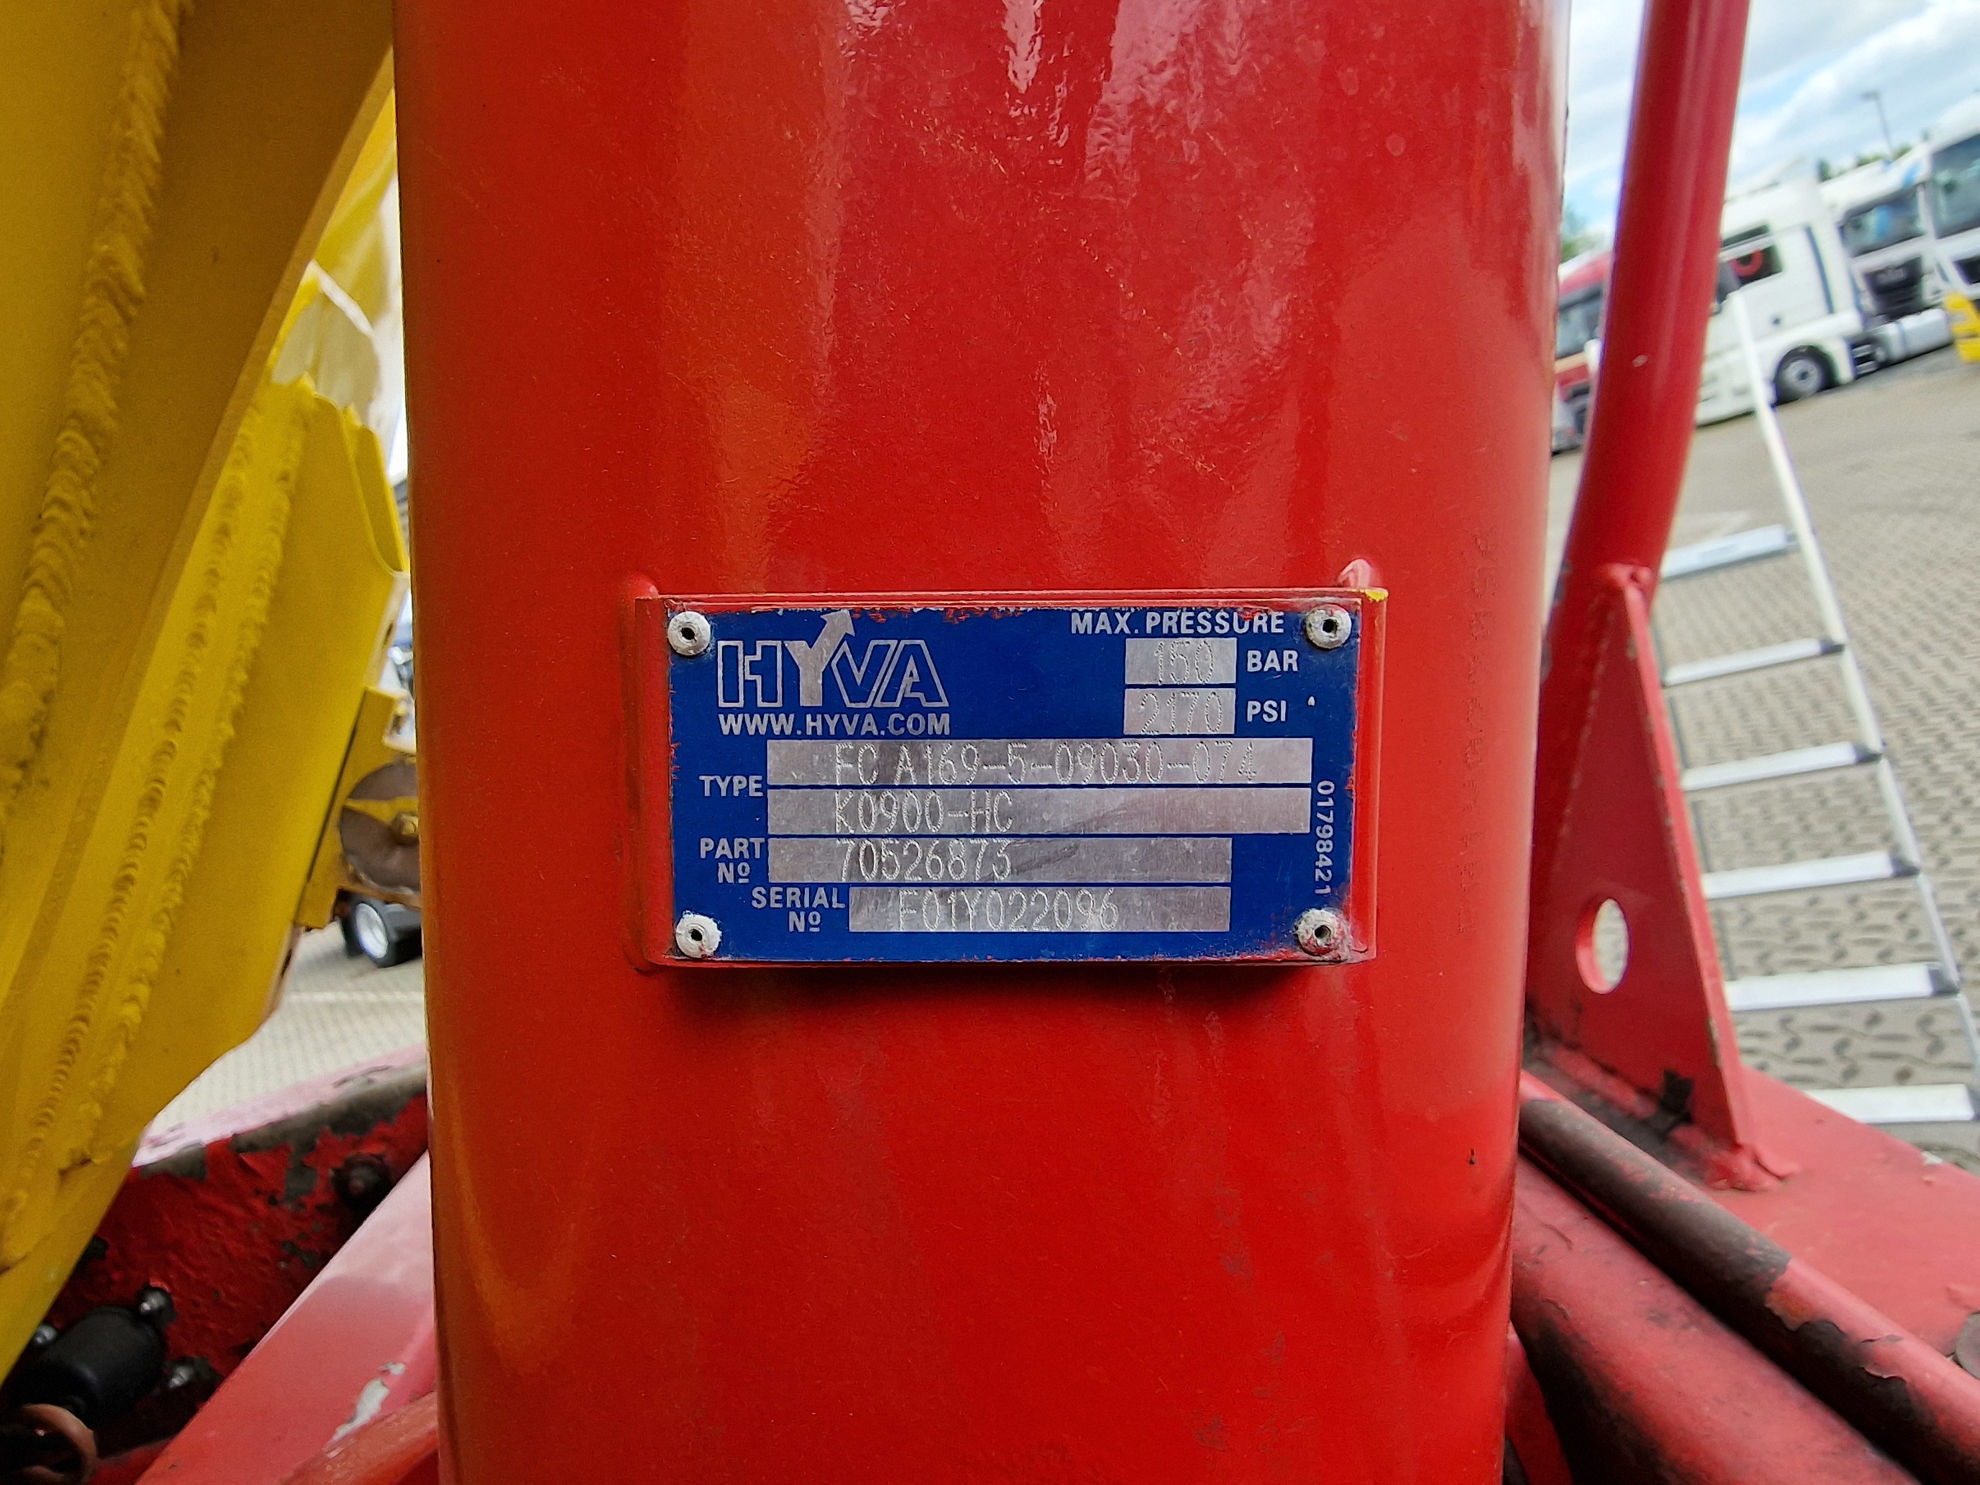 HYVA
WWW.HYVA.COM
MAX. PRESSURE
150 BAR
2170 PSI
TYPE FC A169-5-09030-074
K0900-HC
PART Nº 70526873
SERIAL Nº F01Y022096
01798421